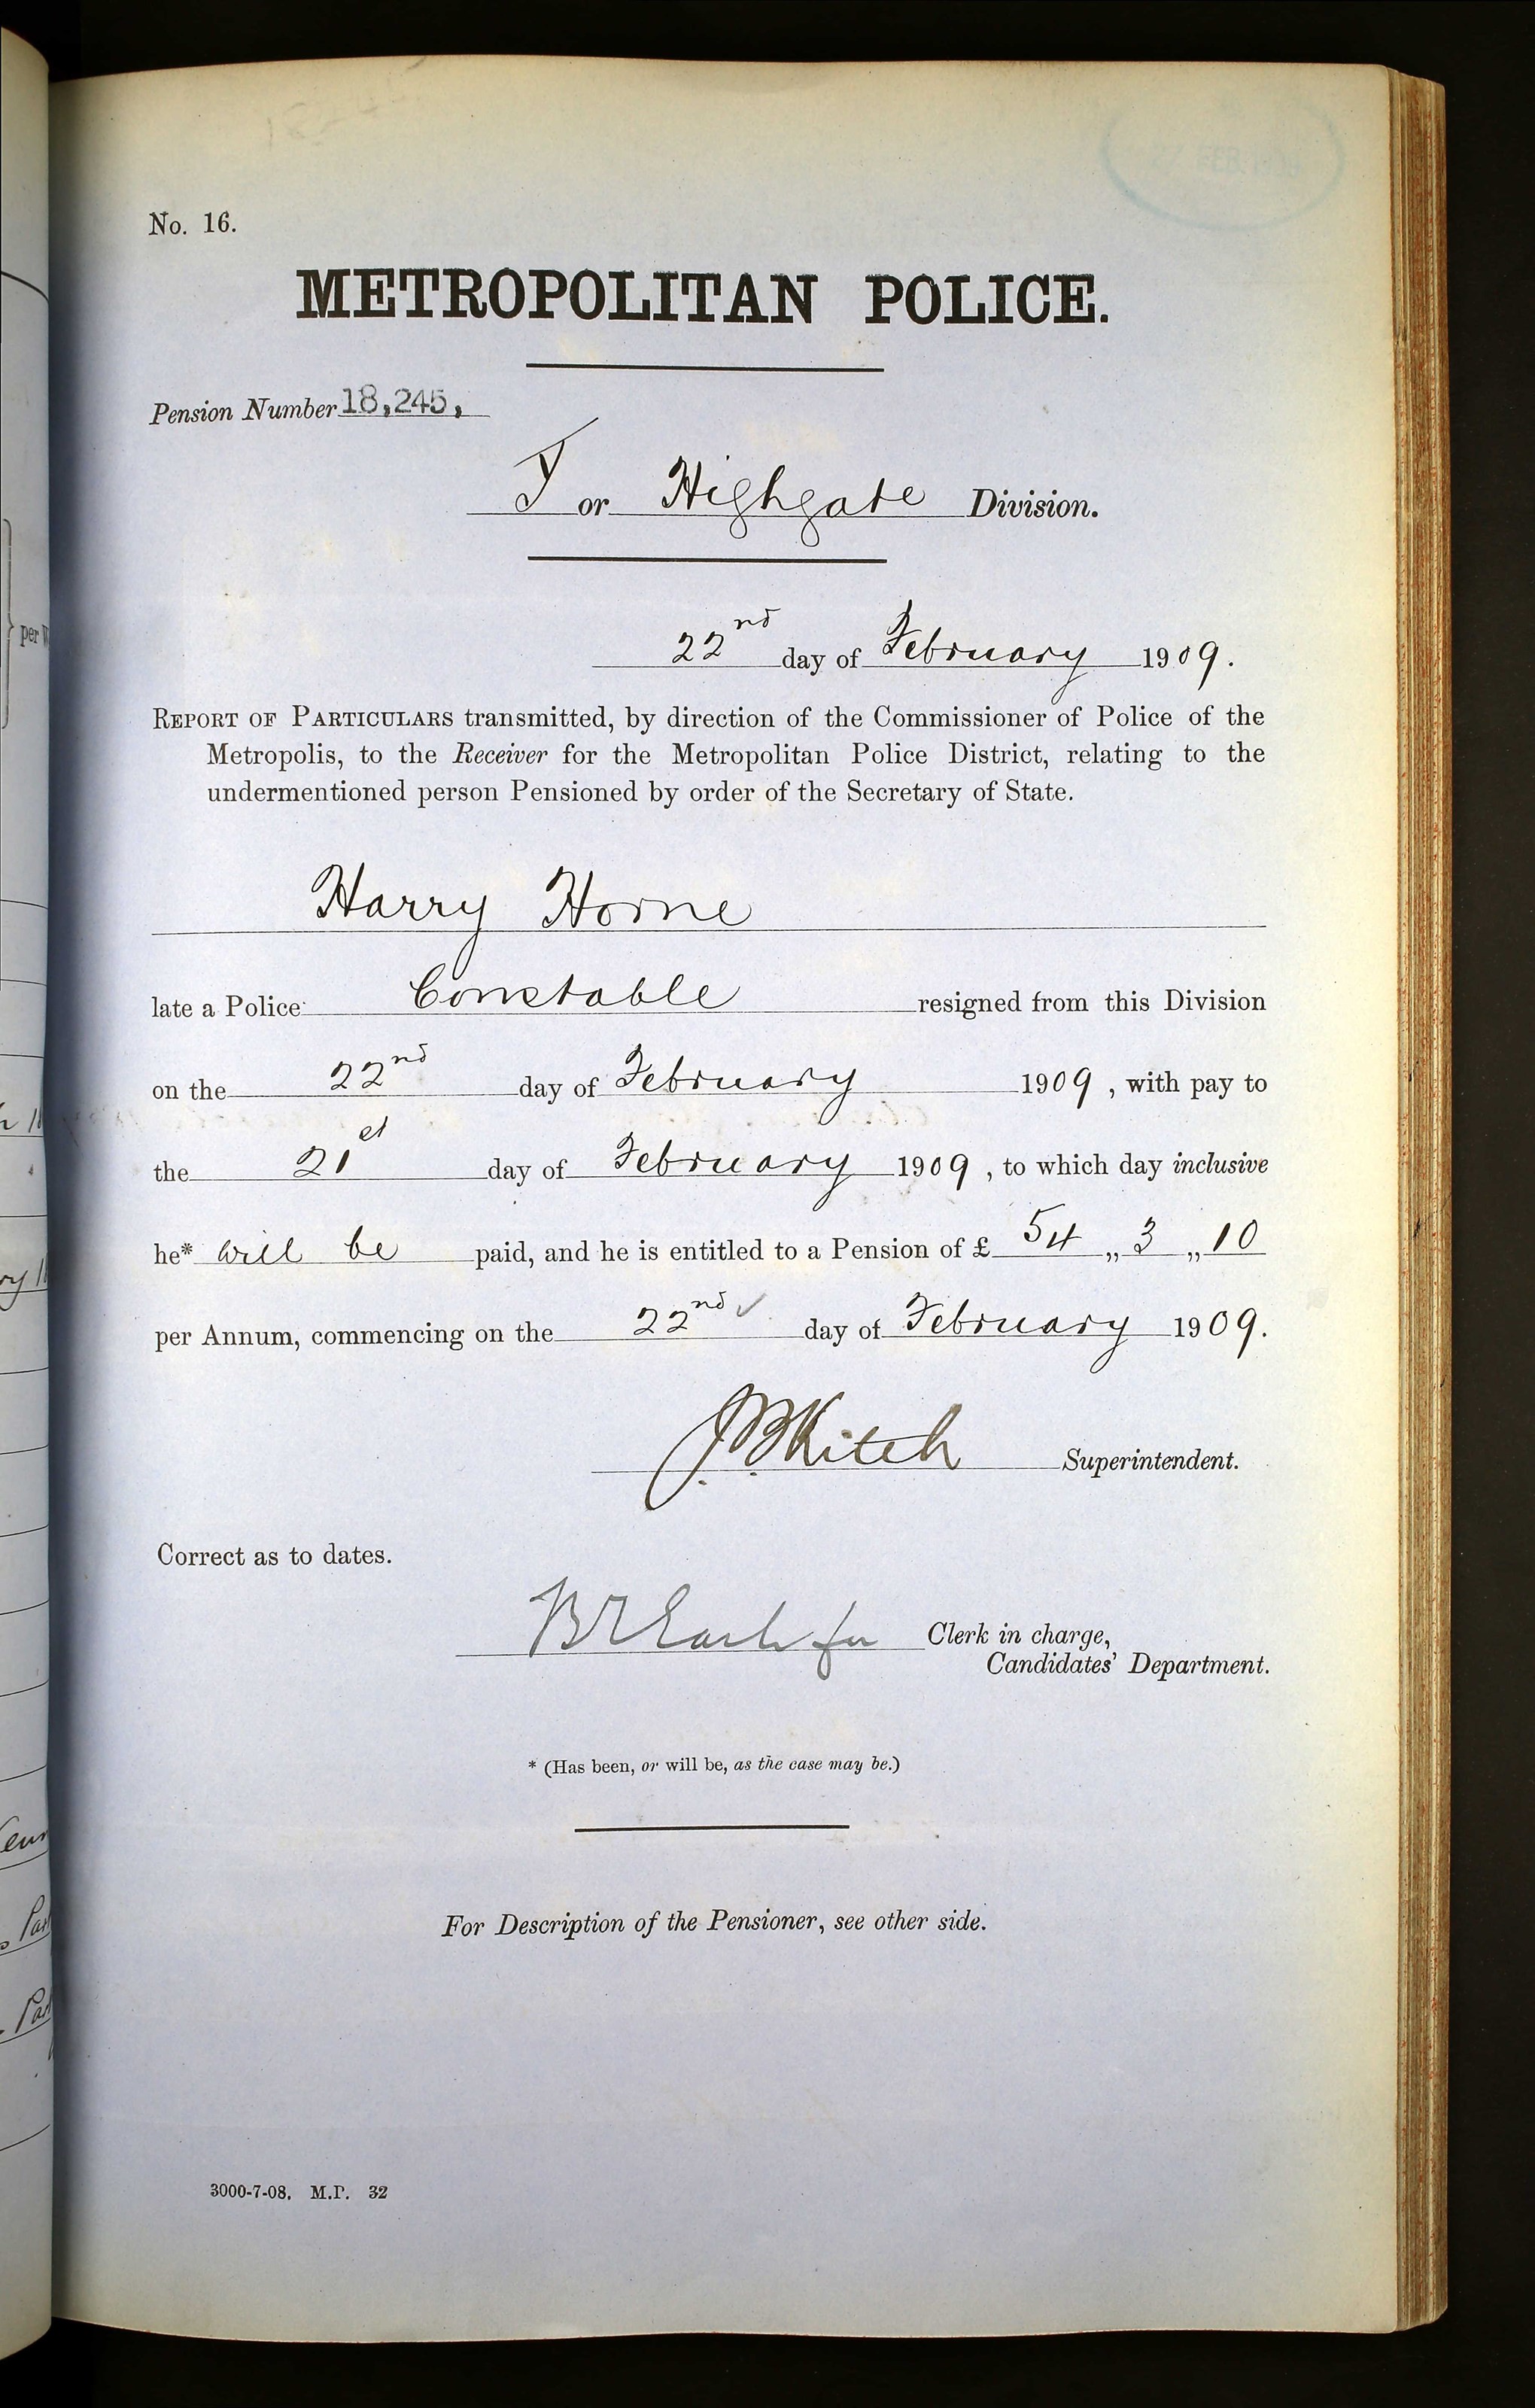 27 FEB. 1909
No. 16.
METROPOLITAN POLICE.
Pension Number 18,245,
Y or Highgate Division.
22nd day of February 1909.
REPORT OF PARTICULARS transmitted, by direction of the Commissioner of Police of the
Metropolis, to the Receiver for the Metropolitan Police District, relating to the
undermentioned person Pensioned by order of the Secretary of State.
Harry Horne
late a Police Constable resigned from this Division
on the 22nd day of February 1909, with pay to
the 21st day of February 1909, to which day inclusive
he* will be paid, and he is entitled to a Pension of £ 54 „ 3 „ 10
per Annum, commencing on the 22nd ✓ day of February 1909.
J. B. Kitch Superintendent.
Correct as to dates.
for Clerk in charge,
Candidates' Department.
* (Has been, or will be, as the case may be.)
For Description of the Pensioner, see other side.
3000-7-08. M.P. 32
per